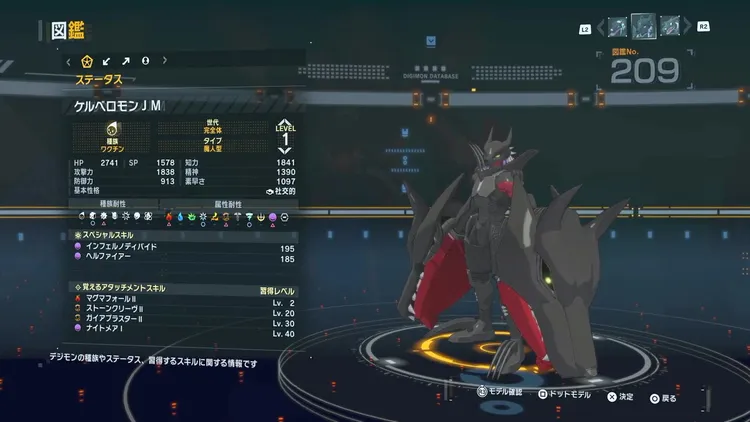 図鑑
L2
R2
図鑑No.
209
DIGIMON DATABASE
ステータス
ケルベロモンJM
種族
ワクチン
世代
完全体
タイプ
魔人型
LEVEL
1
HP 2741 SP 1578 知力 1841
攻撃力 1838 精神 1390
防御力 913 素早さ 1097
基本性格 社交的
種族耐性 属性耐性
スペシャルスキル
インフェルノディバイド 195
ヘルファイアー 185
覚えるアタッチメントスキル 習得レベル
マグマフォールII Lv. 2
ストーンクリーヴII Lv. 20
ガイアブラスターII Lv. 30
ナイトメアI Lv. 40
デジモンの種族やステータス、習得するスキルに関する情報です
モデル確認 ドットモデル 決定 戻る